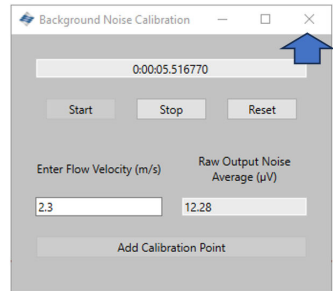 Background Noise Calibration
0:00:05.516770
Start Stop Reset
Enter Flow Velocity (m/s)
Raw Output Noise
Average (µV)
2.3 12.28
Add Calibration Point